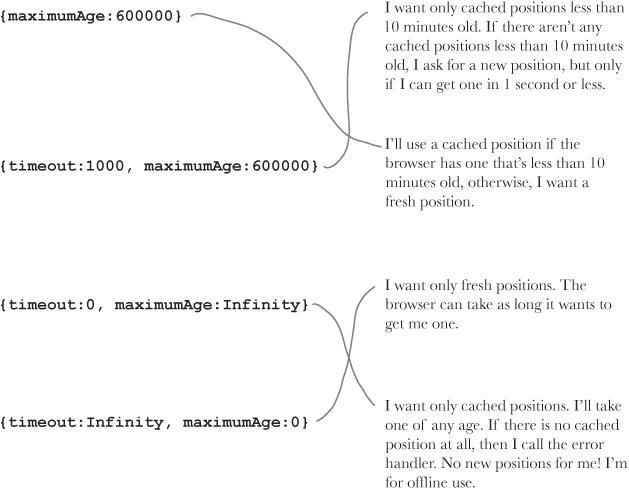 {maximumAge:600000}
I want only cached positions less than
10 minutes old. If there aren't any
cached positions less than 10 minutes
old, I ask for a new position, but only
if I can get one in 1 second or less.
{timeout:1000, maximumAge:600000}
I'll use a cached position if the
browser has one that's less than 10
minutes old, otherwise, I want a
fresh position.
{timeout:0, maximumAge:Infinity}
I want only fresh positions. The
browser can take as long it wants to
get me one.
{timeout:Infinity, maximumAge:0}
I want only cached positions. I'll take
one of any age. If there is no cached
position at all, then I call the error
handler. No new positions for me! I'm
for offline use.